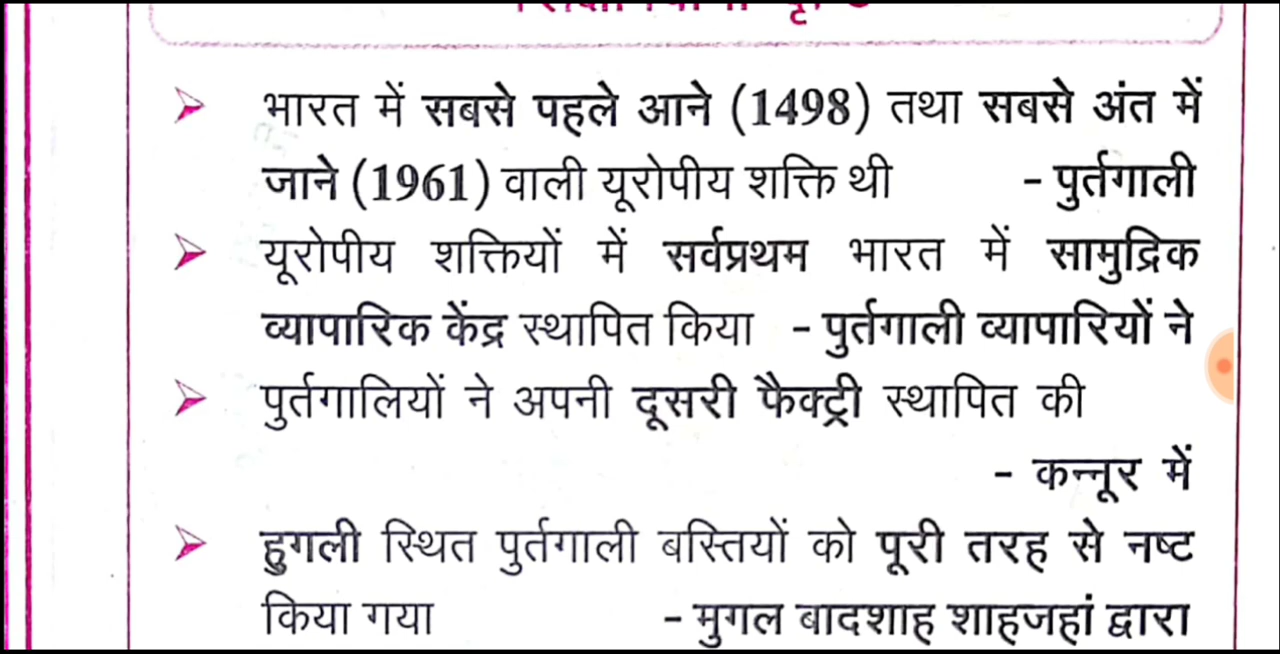 भारत में सबसे पहले आने (1498) तथा सबसे अंत में
जाने (1961) वाली यूरोपीय शक्ति थी - पुर्तगाली
यूरोपीय शक्तियों में सर्वप्रथम भारत में सामुद्रिक
व्यापारिक केंद्र स्थापित किया - पुर्तगाली व्यापारियों ने
पुर्तगालियों ने अपनी दूसरी फैक्ट्री स्थापित की
- कन्नूर में
हुगली स्थित पुर्तगाली बस्तियों को पूरी तरह से नष्ट
किया गया - मुगल बादशाह शाहजहां द्वारा